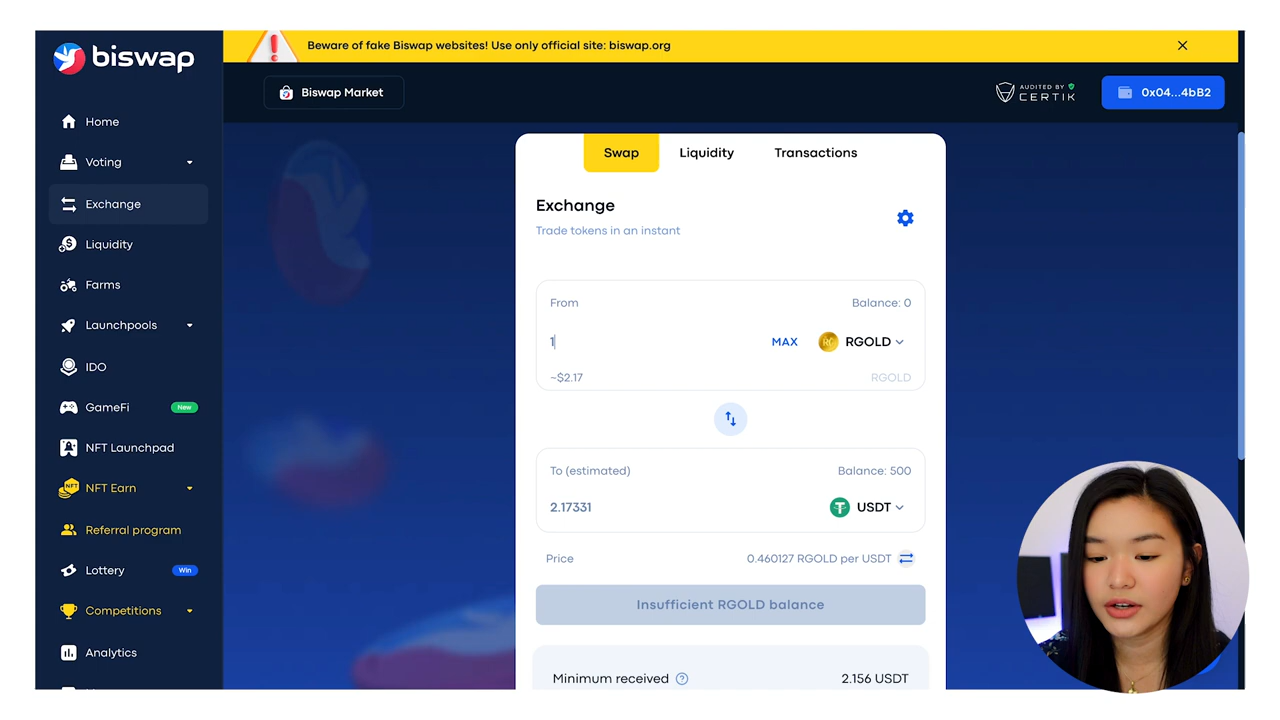 biswap
Beware of fake Biswap websites! Use only official site: biswap.org
Biswap Market
AUDITED BY
CERTIK
0x04...4bB2
Home
Voting
Exchange
Liquidity
Farms
Launchpools
IDO
GameFi
New
NFT Launchpad
NFT
NFT Earn
Referral program
Lottery
Win
Competitions
Analytics
Swap
Liquidity
Transactions
Exchange
Trade tokens in an instant
From
Balance: 0
1
MAX
RGOLD
~$2.17
RGOLD
To (estimated)
Balance: 500
2.17331
USDT
Price
0.460127 RGOLD per USDT
Insufficient RGOLD balance
Minimum received
2.156 USDT